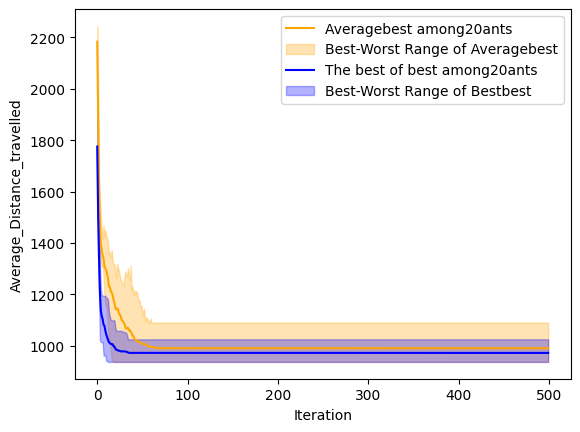 2200
2000
1800
1600
1400
1200
1000
Average_Distance_travelled
Averagebest among20ants
Best-Worst Range of Averagebest
The best of best among20ants
Best-Worst Range of Bestbest
0
100
200
300
400
500
Iteration